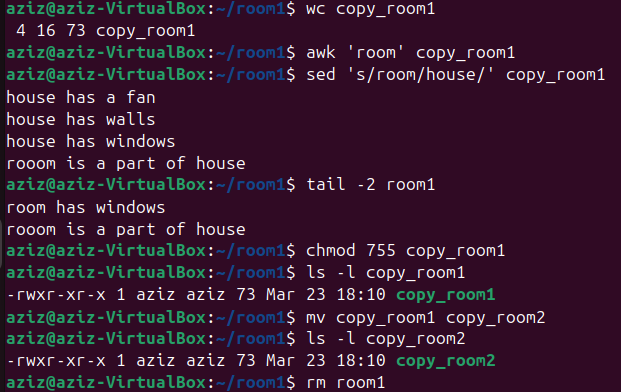 aziz@aziz-VirtualBox:~/room1$ wc copy_room1
 4 16 73 copy_room1
aziz@aziz-VirtualBox:~/room1$ awk 'room' copy_room1
aziz@aziz-VirtualBox:~/room1$ sed 's/room/house/' copy_room1
house has a fan
house has walls
house has windows
rooom is a part of house
aziz@aziz-VirtualBox:~/room1$ tail -2 room1
room has windows
rooom is a part of house
aziz@aziz-VirtualBox:~/room1$ chmod 755 copy_room1
aziz@aziz-VirtualBox:~/room1$ ls -l copy_room1
-rwxr-xr-x 1 aziz aziz 73 Mar 23 18:10 copy_room1
aziz@aziz-VirtualBox:~/room1$ mv copy_room1 copy_room2
aziz@aziz-VirtualBox:~/room1$ ls -l copy_room2
-rwxr-xr-x 1 aziz aziz 73 Mar 23 18:10 copy_room2
aziz@aziz-VirtualBox:~/room1$ rm room1